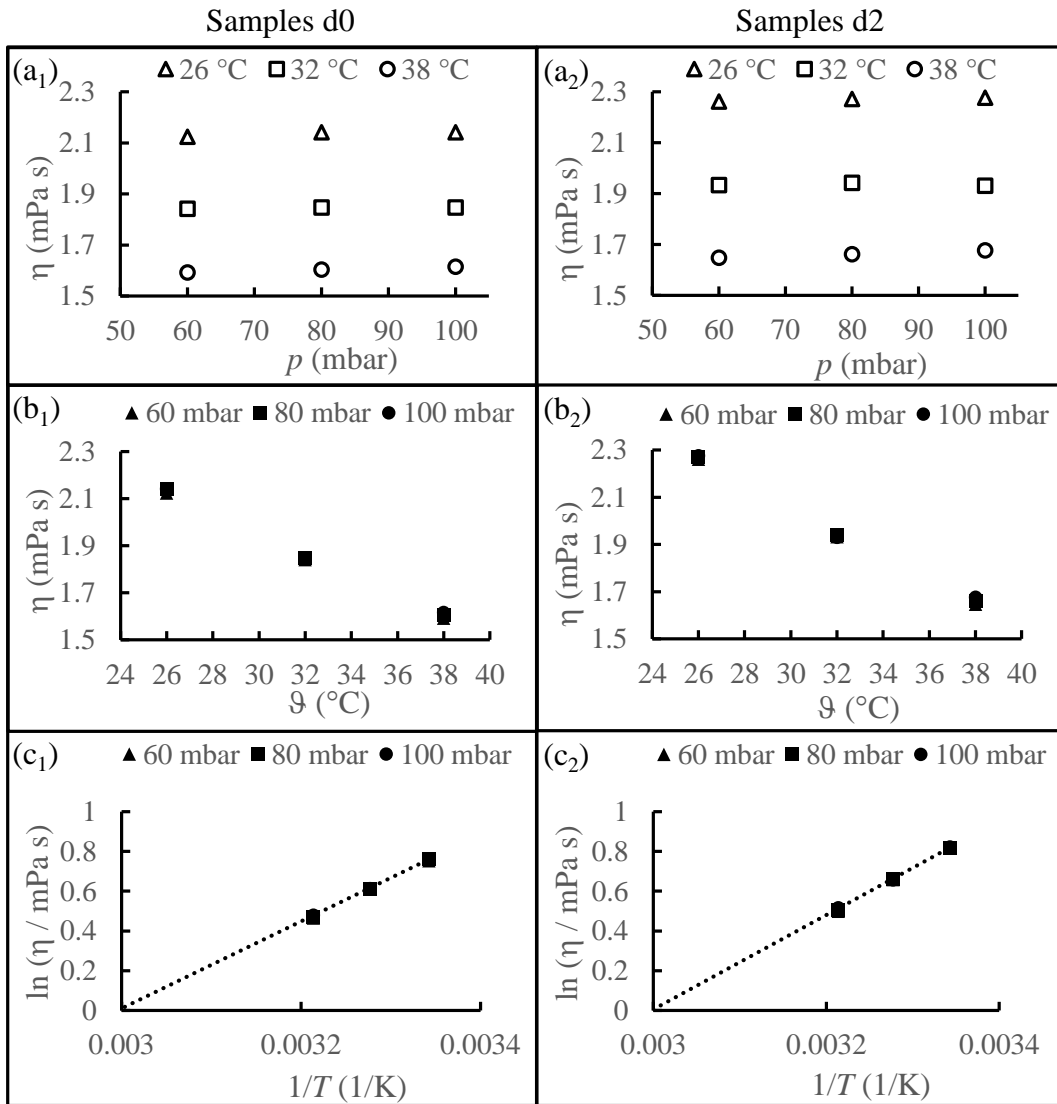 Samples d0
Samples d2
(a₁)
△ 26 °C □ 32 °C ○ 38 °C
2.3
2.1
1.9
1.7
1.5
η (mPa s)
50 60 70 80 90 100
p (mbar)
(a₂)
△ 26 °C □ 32 °C ○ 38 °C
2.3
2.1
1.9
1.7
1.5
η (mPa s)
50 60 70 80 90 100
p (mbar)
(b₁)
▲ 60 mbar ■ 80 mbar ● 100 mbar
2.3
2.1
1.9
1.7
1.5
η (mPa s)
24 26 28 30 32 34 36 38 40
ϑ (°C)
(b₂)
▲ 60 mbar ■ 80 mbar ● 100 mbar
2.3
2.1
1.9
1.7
1.5
η (mPa s)
24 26 28 30 32 34 36 38 40
ϑ (°C)
(c₁)
▲ 60 mbar ■ 80 mbar ● 100 mbar
1
0.8
0.6
0.4
0.2
0
ln (η / mPa s)
0.003 0.0032 0.0034
1/T (1/K)
(c₂)
▲ 60 mbar ■ 80 mbar ● 100 mbar
1
0.8
0.6
0.4
0.2
0
ln (η / mPa s)
0.003 0.0032 0.0034
1/T (1/K)